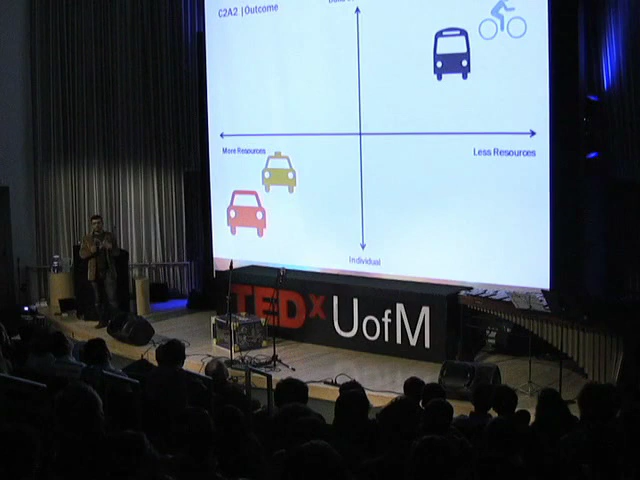 C2A2 | Outcome
More Resources
Less Resources
Individual
TEDx UofM